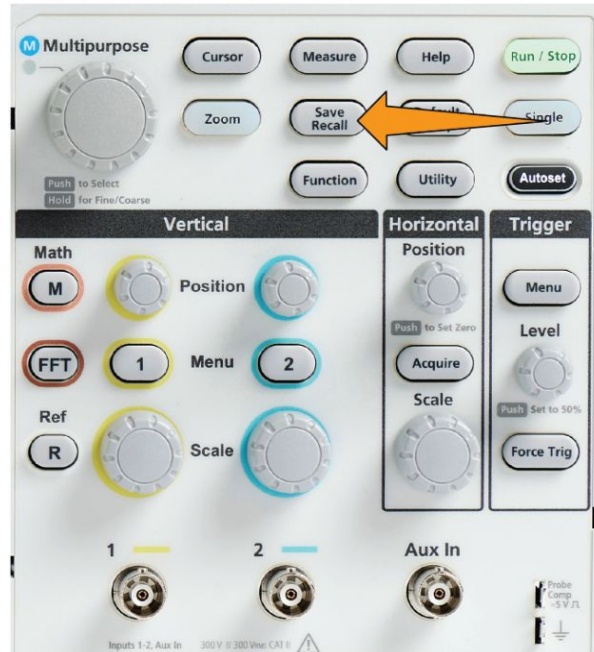 M Multipurpose
Cursor
Measure
Help
Run / Stop
Zoom
Save
Recall
Single
Push to Select
Hold for Fine/Coarse
Function
Utility
Autoset
Vertical
Horizontal
Trigger
Math
M
Position
Position
Push to Set Zero
Menu
Level
FFT
1
Menu
2
Acquire
Push Set to 50%
Ref
R
Scale
Scale
Force Trig
1
2
Aux In
Probe
Comp
~5 V
Inputs 1-2, Aux In
300 V